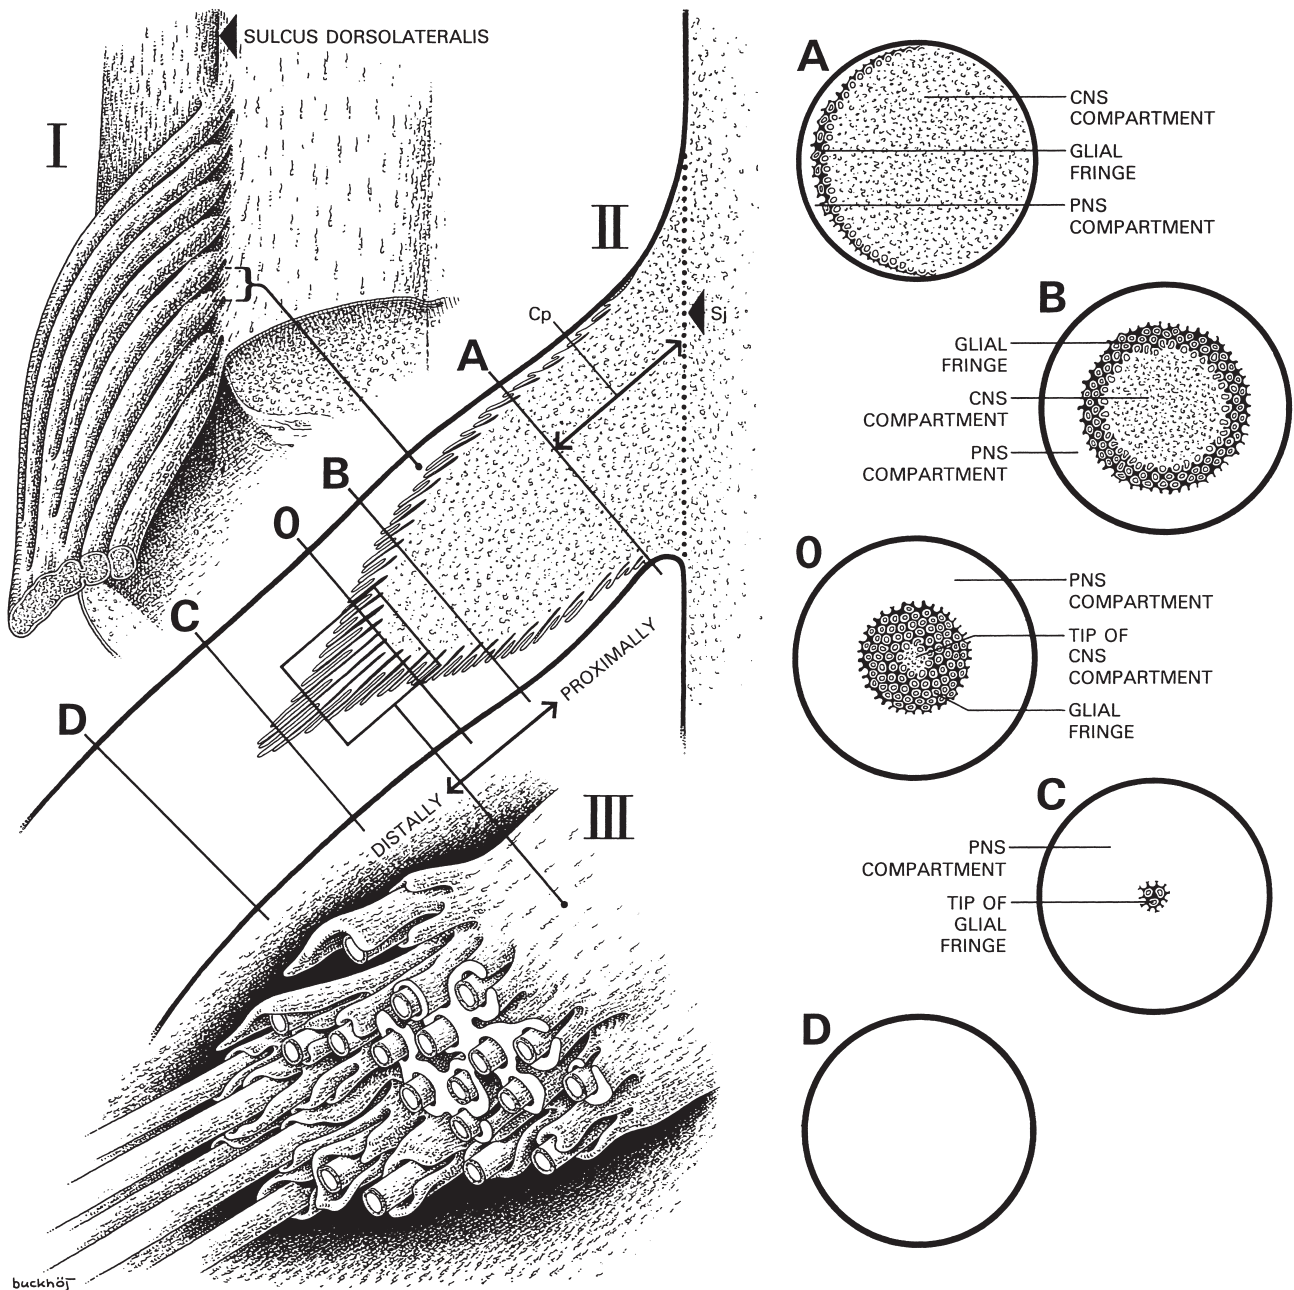 I
SULCUS DORSOLATERALIS
II
Cp
Sj
A
B
0
C
D
PROXIMALLY
DISTALLY
III
buckhöj
A
CNS
COMPARTMENT
GLIAL
FRINGE
PNS
COMPARTMENT
B
GLIAL
FRINGE
CNS
COMPARTMENT
PNS
COMPARTMENT
0
PNS
COMPARTMENT
TIP OF
CNS
COMPARTMENT
GLIAL
FRINGE
C
PNS
COMPARTMENT
TIP OF
GLIAL
FRINGE
D